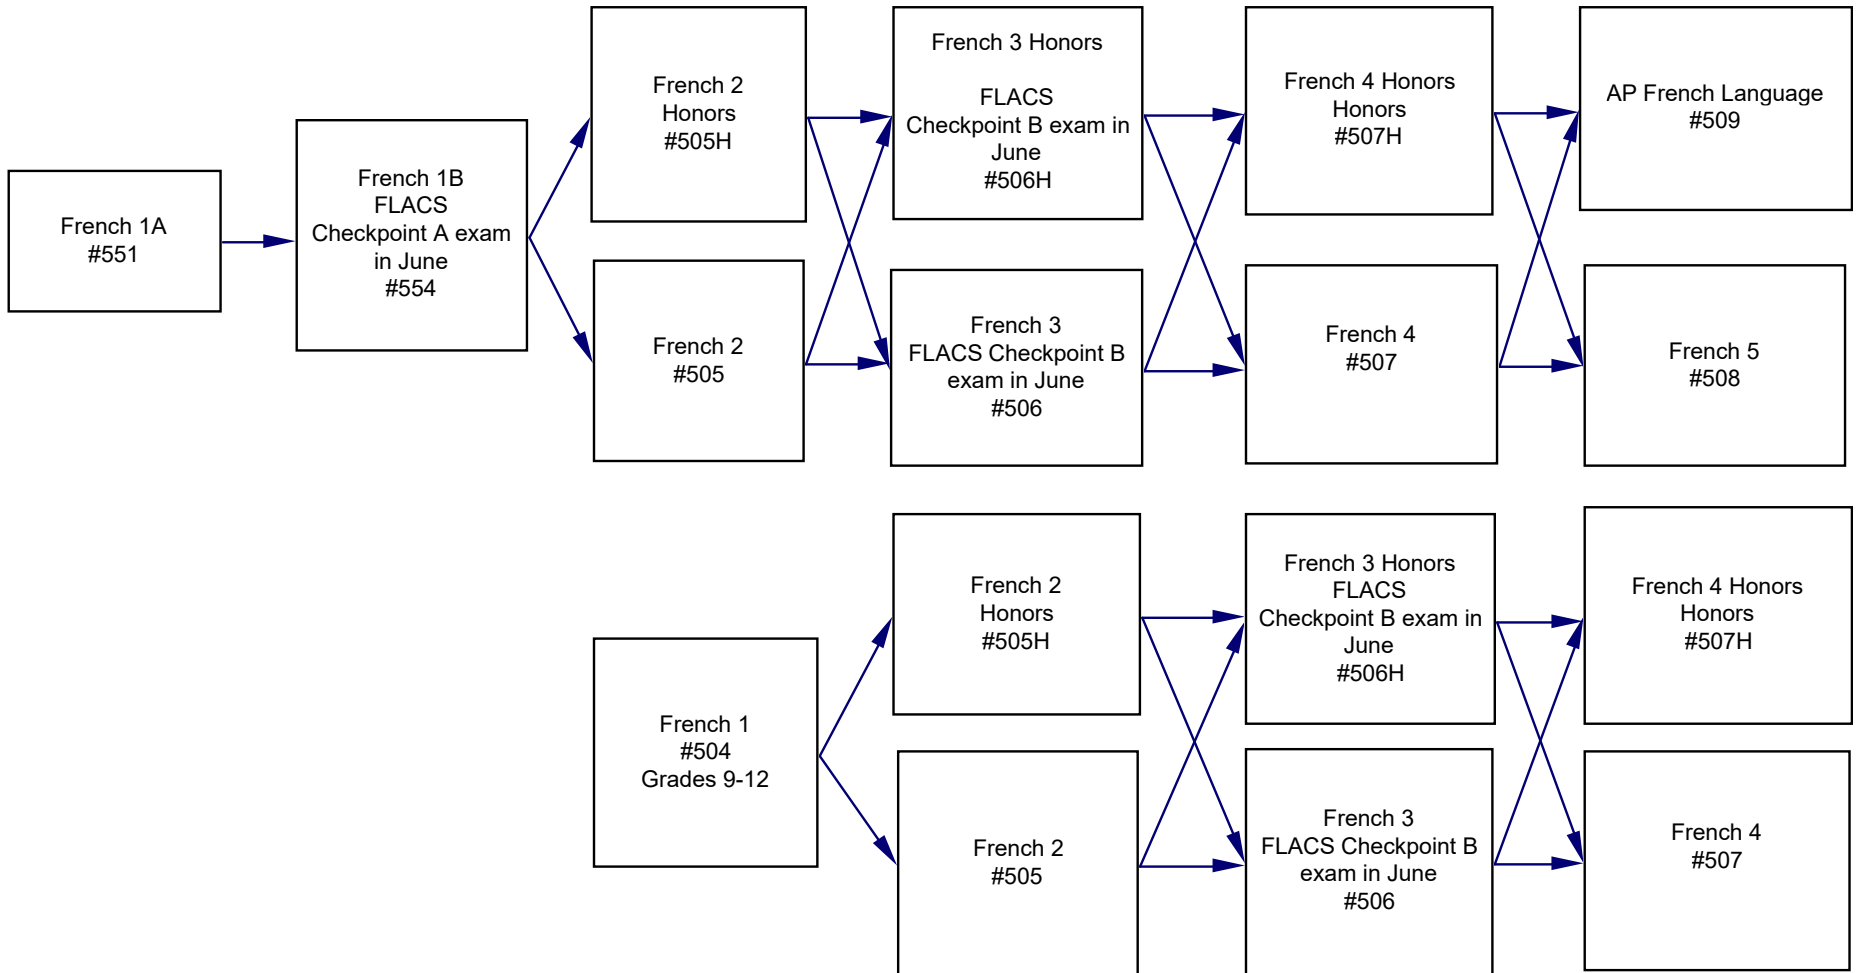 French 1A
#551
French 1B
FLACS
Checkpoint A exam
in June
#554
French 2
Honors
#505H
French 2
#505
French 3 Honors
FLACS
Checkpoint B exam in
June
#506H
French 3
FLACS Checkpoint B
exam in June
#506
French 4 Honors
Honors
#507H
French 4
#507
AP French Language
#509
French 5
#508
French 1
#504
Grades 9-12
French 2
Honors
#505H
French 2
#505
French 3 Honors
FLACS
Checkpoint B exam in
June
#506H
French 3
FLACS Checkpoint B
exam in June
#506
French 4 Honors
Honors
#507H
French 4
#507